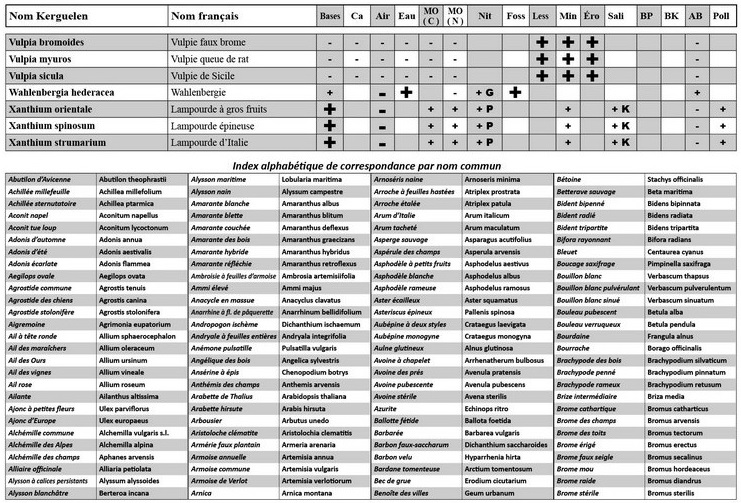 Nom Kerguelen Nom français Bases Ca Air Eau MO (C) MO (N) Nit Foss Less Min Éro Sali BP BK AB Poll
Vulpia bromoides Vulpie faux brome - - - - - - + + + -
Vulpia myuros Vulpie queue de rat - - - - - - + + + -
Vulpia sicula Vulpie de Sicile - - - - - - + + + -
Wahlenbergia hederacea Wahlenbergie + - + - + G + +
Xanthium orientale Lampourde à gros fruits + - + + + P + + K +
Xanthium spinosum Lampourde épineuse + - + + + P + + K +
Xanthium strumarium Lampourde d'Italie + - + + + P + + K +
Index alphabétique de correspondance par nom commun
Abutilon d'Avicenne Abutilon theophrastii Alysson maritime Lobularia maritima Arnoséris naine Arnoseris minima Bétoine Stachys officinalis
Achillée millefeuille Achillea millefolium Alysson nain Alyssum campestre Arroche à feuilles hastées Atriplex prostrata Betterave sauvage Beta maritima
Achillée sternutatoire Achillea ptarmica Amarante blanche Amaranthus albus Arroche étalée Atriplex patula Bident bipenné Bidens bipinnata
Aconit napel Aconitum napellus Amarante blette Amaranthus blitum Arum d'Italie Arum italicum Bident radié Bidens radiata
Aconit tue loup Aconitum lycoctonum Amarante couchée Amaranthus deflexus Arum tacheté Arum maculatum Bident tripartite Bidens tripartita
Adonis d'automne Adonis annua Amarante des bois Amaranthus graecizans Asperge sauvage Asparagus acutifolius Bifora rayonnant Bifora radians
Adonis d'été Adonis aestivalis Amarante hybride Amaranthus hybridus Aspérule des champs Asperula arvensis Bleuet Centaurea cyanus
Adonis écarlate Adonis flammea Amarante réfléchie Amaranthus retroflexus Asphodèle à petits fruits Asphodelus aestivus Boucage saxifrage Pimpinella saxifraga
Aegilops ovale Aegilops ovata Ambroisie à feuilles d'armoise Ambrosia artemisiifolia Asphodèle blanche Asphodelus albus Bouillon blanc Verbascum thapsus
Agrostide commune Agrostis tenuis Ammi élevé Ammi majus Asphodèle rameuse Asphodelus ramosus Bouillon blanc pulvérulant Verbascum pulverulentum
Agrostide des chiens Agrostis canina Anacycle en massue Anacyclus clavatus Aster écailleux Aster squamatus Bouillon blanc sinué Verbascum sinuatum
Agrostide stolonifère Agrostis stolonifera Anarrhine à fl. de pâquerette Anarrhinum bellidifolium Asteriscus épineux Pallenis spinosa Bouleau pubescent Betula alba
Aigremoine Agrimonia eupatorium Andropogon ischème Dichanthium ischaemum Aubépine à deux styles Crataegus laevigata Bouleau verruqueux Betula pendula
Ail à tête ronde Allium sphaerocephalum Andryale à feuilles entières Andryala integrifolia Aubépine monogyne Crataegus monogyna Bourdaine Frangula alnus
Ail des maraîchers Allium oleraceum Anémone pulsatille Pulsatilla vulgaris Aulne glutineux Alnus glutinosa Bourrache Borago officinalis
Ail des Ours Allium ursinum Angélique des bois Angelica sylvestris Avoine à chapelet Arrhenatherum bulbosum Brachypode des bois Brachypodium silvaticum
Ail des vignes Allium vineale Ansérine à épis Chenopodium botrys Avoine des prés Avenula pratensis Brachypode penné Brachypodium pinnatum
Ail rose Allium roseum Anthémis des champs Anthemis arvensis Avoine pubescente Avenula pubescens Brachypode rameux Brachypodium retusum
Ailante Ailanthus altissima Arabette de Thalius Arabidopsis thaliana Avoine stérile Avena sterilis Brize intermédiaire Briza media
Ajonc à petites fleurs Ulex parviflorus Arabette hirsute Arabis hirsuta Azurite Echinops ritro Brome cathartique Bromus catharticus
Ajonc d'Europe Ulex europaeus Arbousier Arbutus unedo Ballotte fétide Ballota foetida Brome des champs Bromus arvensis
Alchémille commune Alchemilla vulgaris s.l. Aristoloche clématite Aristolochia clematitis Barbarée Barbarea vulgaris Brome des toits Bromus tectorum
Alchémille des Alpes Alchemilla alpina Armérie faux plantain Armeria arenaria Barbon faux-saccharum Dichanthium saccharoides Brome érigé Bromus erectus
Alchémille des champs Aphanes arvensis Armoise annuelle Artemisia annua Barbon velu Hyparrhenia hirta Brome faux seigle Bromus secalinus
Alliaire officinale Alliaria petiolata Armoise commune Artemisia vulgaris Bardane tomenteuse Arctium tomentosum Brome mou Bromus hordeaceus
Alysson à calices persistants Alyssum alyssoides Armoise de Verlot Artemisia verlotiorum Bec de grue Erodium cicutarium Brome raide Bromus diandrus
Alysson blanchâtre Berteroa incana Arnica Arnica montana Benoîte des villes Geum urbanum Brome stérile Bromus sterilis